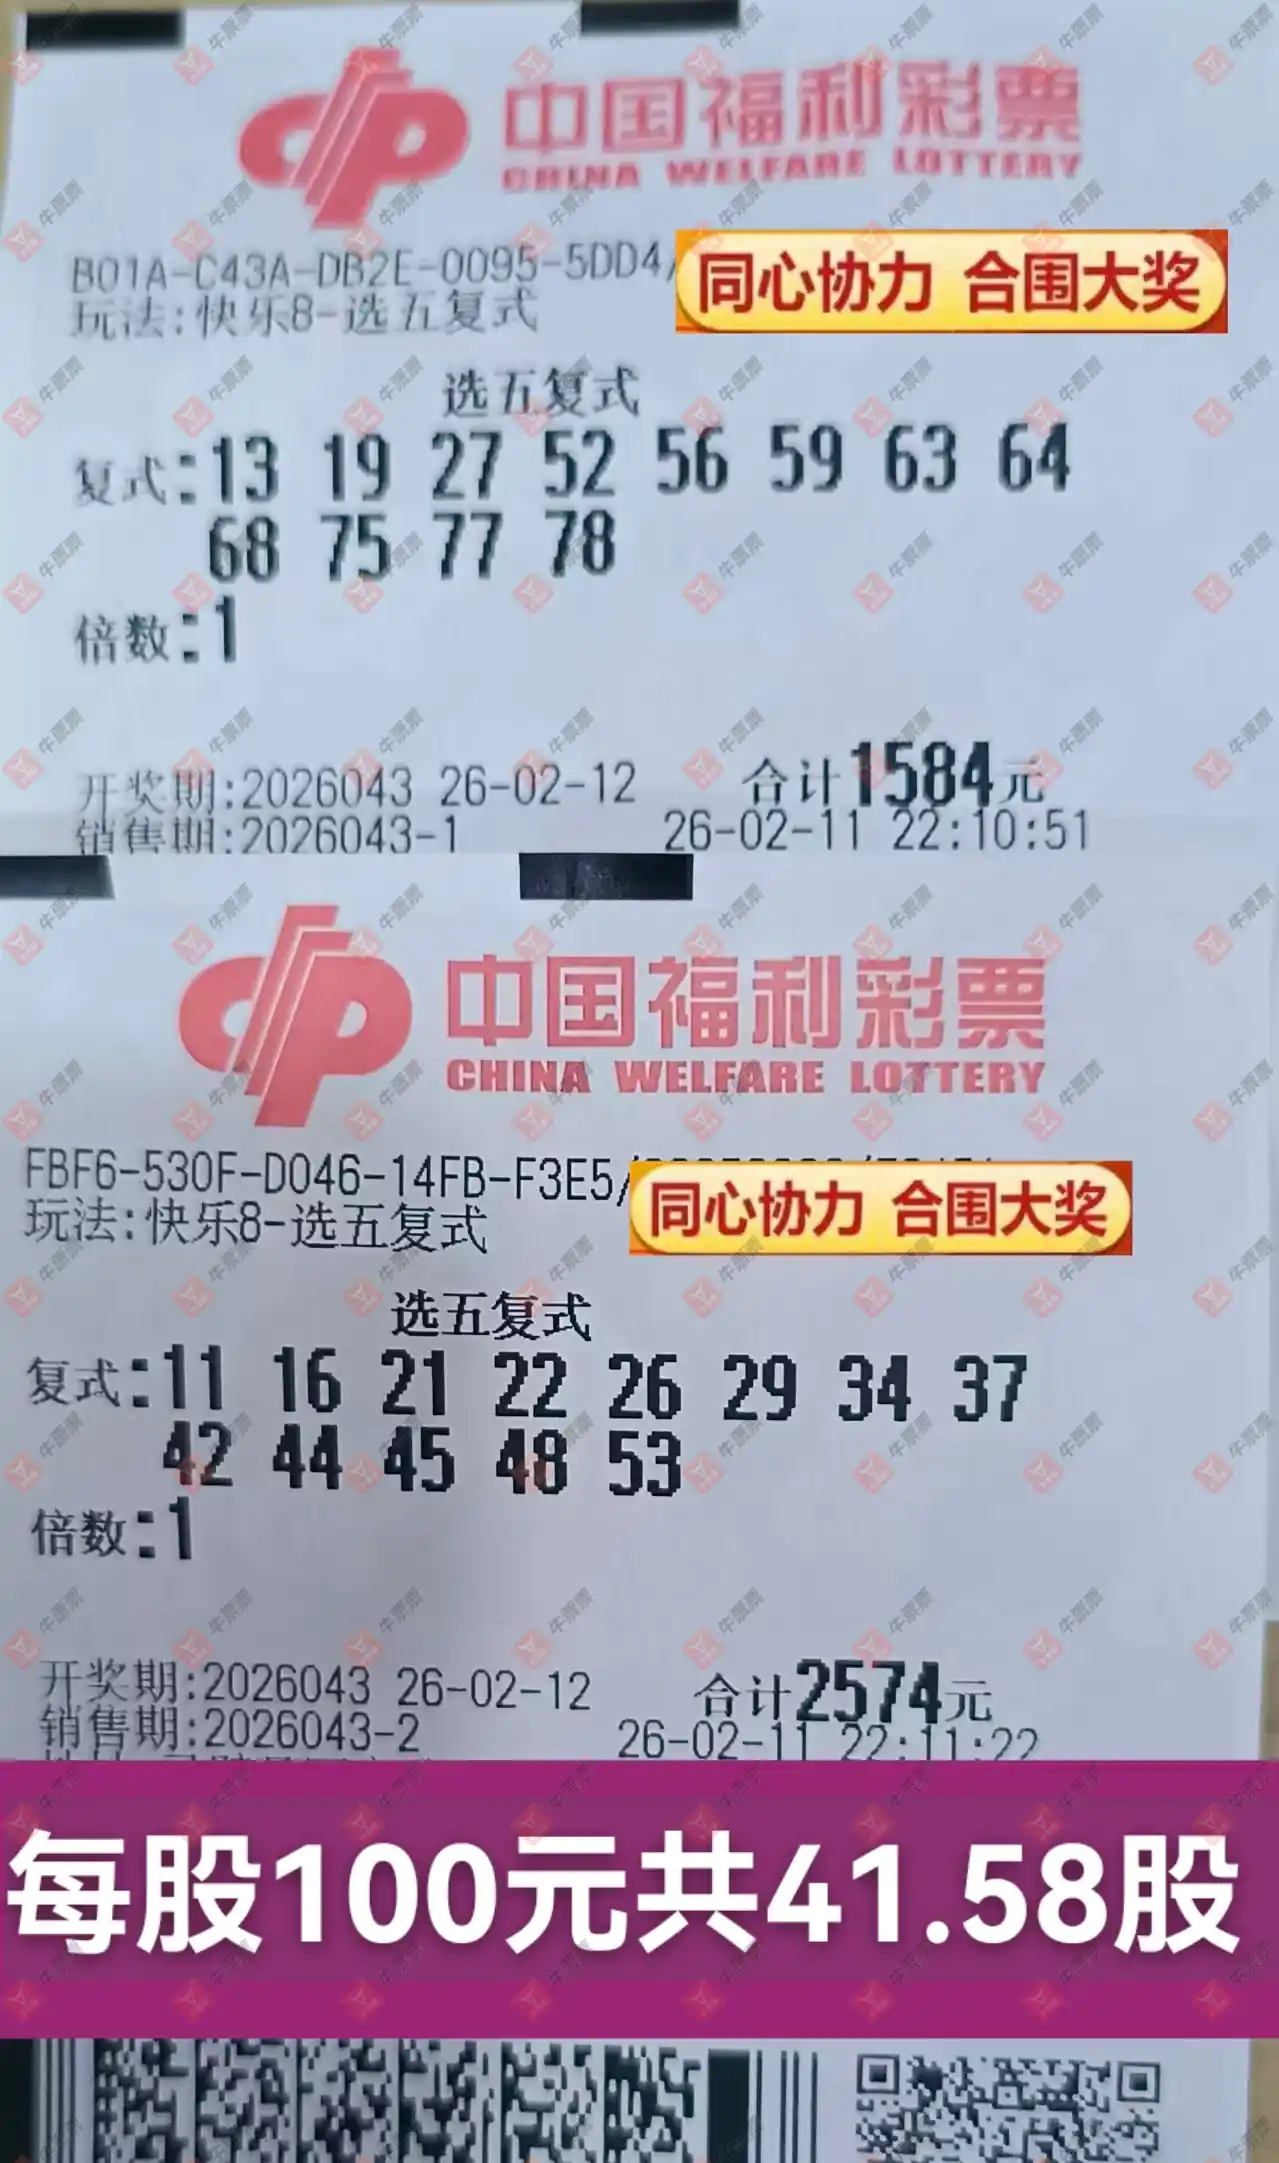 中国福利彩票
CHINA WELFARE LOTTERY
B01A-C43A-DB2E-0095-5DD4/
同心协力 合围大奖
玩法:快乐8-选五复式
选五复式
复式:13 19 27 52 56 59 63 64
68 75 77 78
倍数:1
合计1584元
开奖期:2026043 26-02-12
销售期:2026043-1 26-02-11 22:10:51
中国福利彩票
CHINA WELFARE LOTTERY
FBF6-530F-D046-14FB-F3E5/
同心协力 合围大奖
玩法:快乐8-选五复式
选五复式
复式:11 16 21 22 26 29 34 37
42 44 45 48 53
倍数:1
开奖期:2026043 26-02-12 合计2574元
销售期:2026043-2 26-02-11 22:11:22
每股100元共41.58股
牛票票